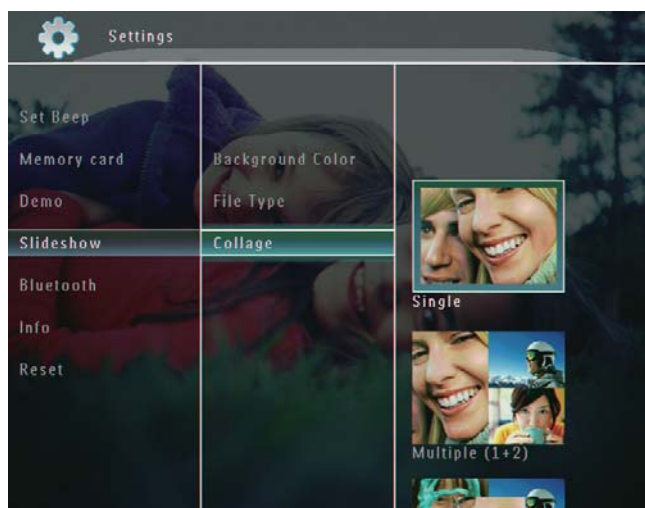 Settings
Set Beep
Memory card
Demo
Slideshow
Bluetooth
Info
Reset
Background Color
File Type
Collage
Single
Multiple (1+2)